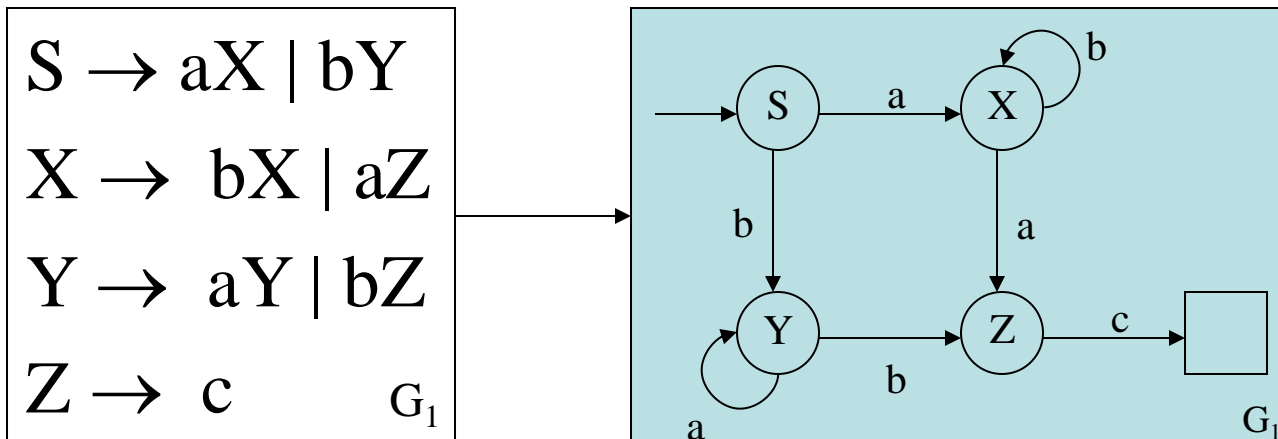 S → aX | bY
X → bX | aZ
Y → aY | bZ
Z → c
G₁
S
a
X
b
b
a
Y
b
Z
c
a
G₁